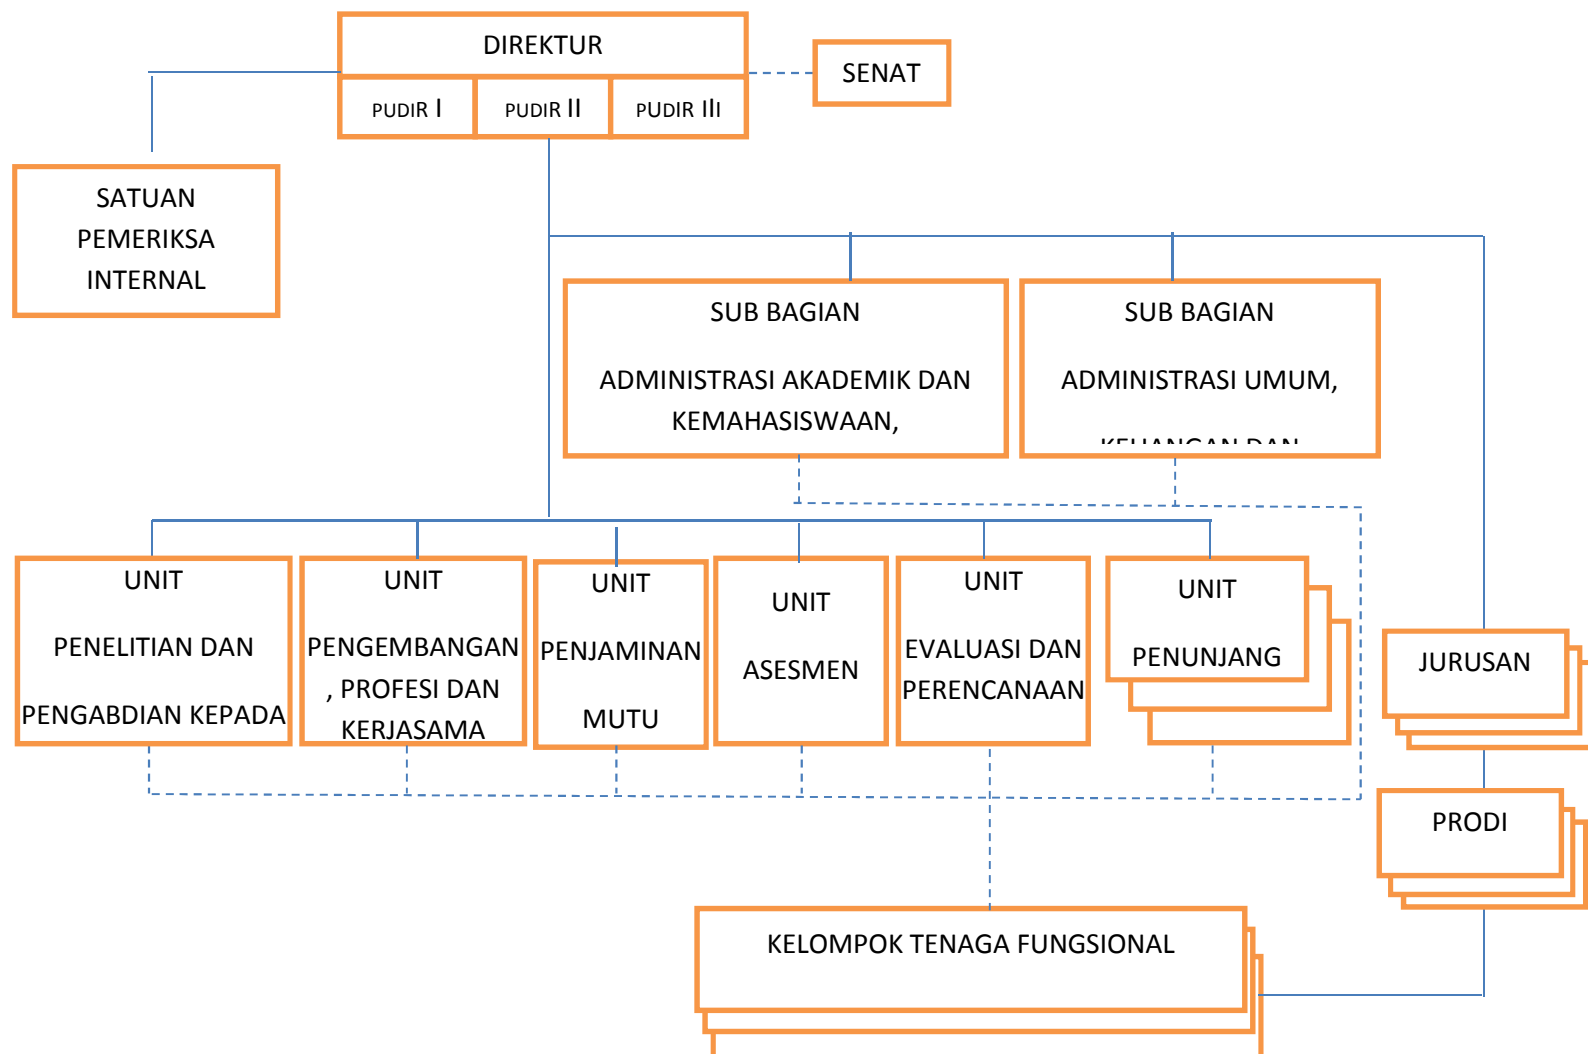 DIREKTUR
SENAT
PUDIR I
PUDIR II
PUDIR III
SATUAN
PEMERIKSA
INTERNAL
SUB BAGIAN
ADMINISTRASI AKADEMIK DAN
KEMAHASISWAAN,
SUB BAGIAN
ADMINISTRASI UMUM,
KEUANGAN DAN
UNIT
PENELITIAN DAN
PENGABDIAN KEPADA
UNIT
PENGEMBANGAN
, PROFESI DAN
KERJASAMA
UNIT
PENJAMINAN
MUTU
UNIT
ASESMEN
UNIT
EVALUASI DAN
PERENCANAAN
UNIT
PENUNJANG
JURUSAN
PRODI
KELOMPOK TENAGA FUNGSIONAL